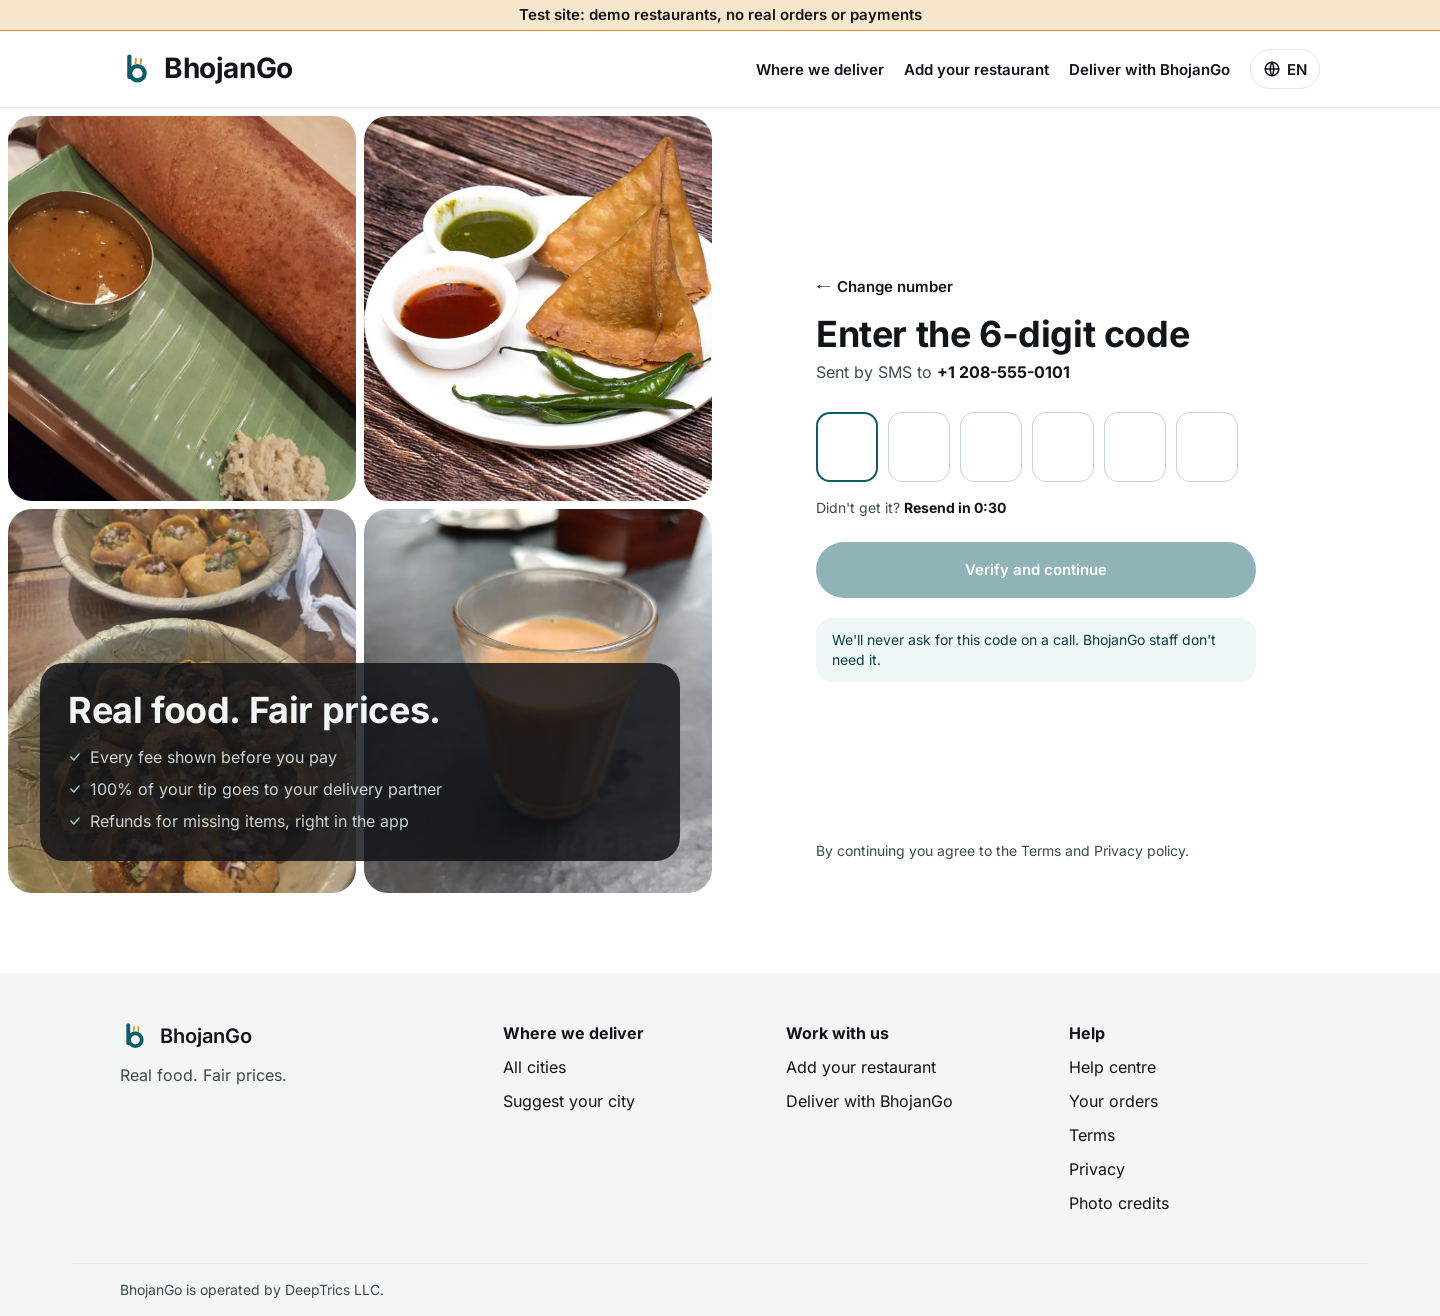 Test site: demo restaurants, no real orders or payments
BhojanGo
Where we deliver
Add your restaurant
Deliver with BhojanGo
EN
← Change number
Enter the 6-digit code
Sent by SMS to +1 208-555-0101
Didn't get it? Resend in 0:30
Verify and continue
We'll never ask for this code on a call. BhojanGo staff don't
need it.
By continuing you agree to the Terms and Privacy policy.
Real food. Fair prices.
Every fee shown before you pay
100% of your tip goes to your delivery partner
Refunds for missing items, right in the app
BhojanGo
Real food. Fair prices.
Where we deliver
All cities
Suggest your city
Work with us
Add your restaurant
Deliver with BhojanGo
Help
Help centre
Your orders
Terms
Privacy
Photo credits
BhojanGo is operated by DeepTrics LLC.